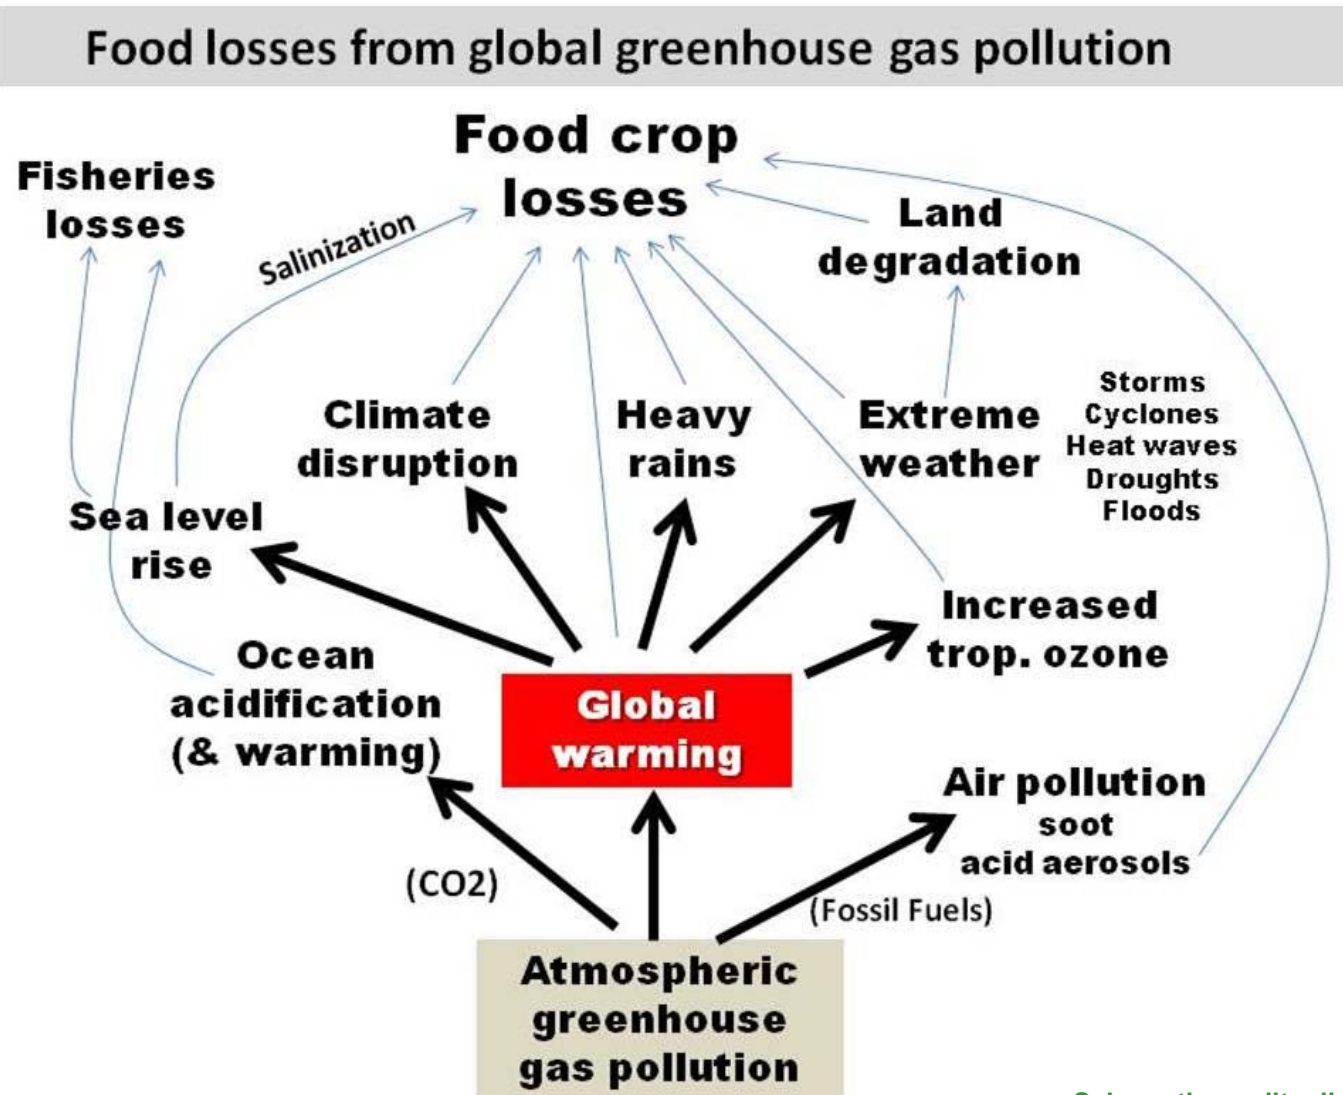 Food losses from global greenhouse gas pollution
Food crop
losses
Fisheries
losses
Salinization
Land
degradation
Climate
disruption
Heavy
rains
Extreme
weather
Storms
Cyclones
Heat waves
Droughts
Floods
Sea level
rise
Increased
trop. ozone
Ocean
acidification
(& warming)
Global
warming
Air pollution
soot
acid aerosols
(CO2)
(Fossil Fuels)
Atmospheric
greenhouse
gas pollution